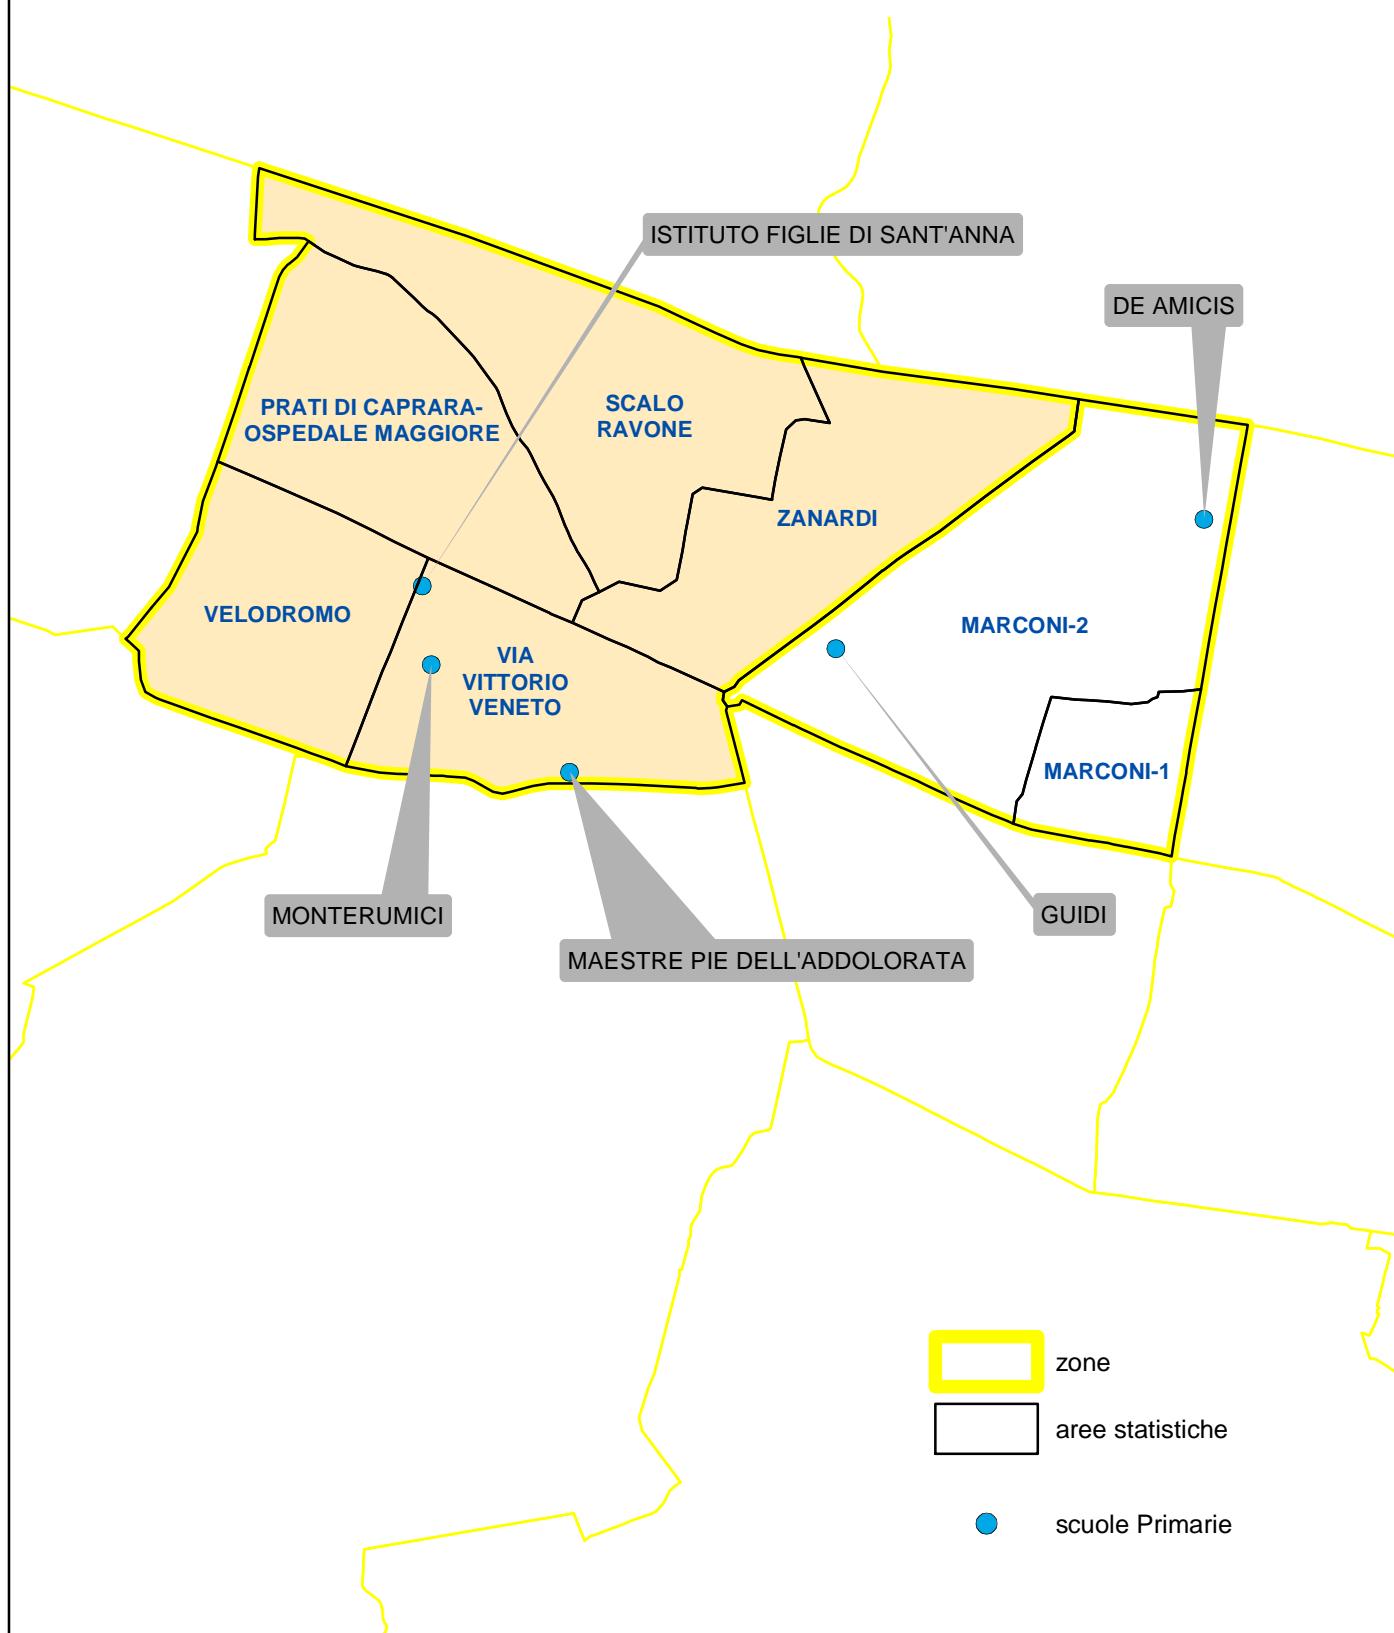 ISTITUTO FIGLIE DI SANT'ANNA
DE AMICIS
PRATI DI CAPRARA-
OSPEDALE MAGGIORE
SCALO
RAVONE
ZANARDI
VELODROMO
MARCONI-2
VIA
VITTORIO
VENETO
MARCONI-1
MONTERUMICI
GUIDI
MAESTRE PIE DELL'ADDOLORATA
zone
aree statistiche
scuole Primarie